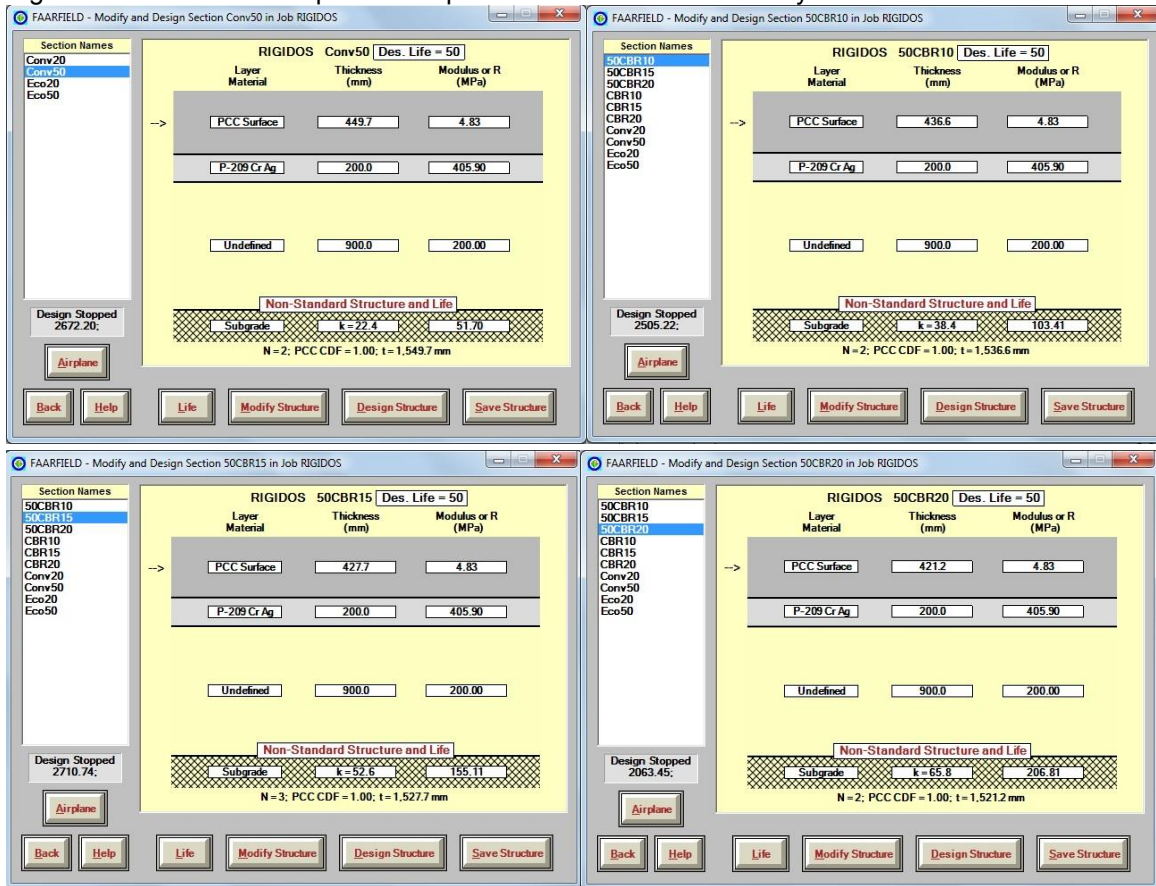 FAARFIELD - Modify and Design Section Conv50 in Job RIGIDOS
Section Names
Conv20
Conv50
Eco20
Eco50
RIGIDOS Conv50 Des. Life = 50
Layer Thickness Modulus or R
Material (mm) (MPa)
--> PCC Surface 449.7 4.83
P-209 Cr Ag 200.0 405.90
Undefined 900.0 200.00
Non-Standard Structure and Life
Subgrade k = 22.4 51.70
N = 2; PCC CDF = 1.00; t = 1,549.7 mm
Design Stopped
2672.20;
Airplane
Back Help Life Modify Structure Design Structure Save Structure
FAARFIELD - Modify and Design Section 50CBR10 in Job RIGIDOS
Section Names
50CBR10
50CBR15
50CBR20
CBR10
CBR15
CBR20
Conv20
Conv50
Eco20
Eco50
RIGIDOS 50CBR10 Des. Life = 50
Layer Thickness Modulus or R
Material (mm) (MPa)
--> PCC Surface 436.6 4.83
P-209 Cr Ag 200.0 405.90
Undefined 900.0 200.00
Non-Standard Structure and Life
Subgrade k = 38.4 103.41
N = 2; PCC CDF = 1.00; t = 1,536.6 mm
Design Stopped
2505.22;
Airplane
Back Help Life Modify Structure Design Structure Save Structure
FAARFIELD - Modify and Design Section 50CBR15 in Job RIGIDOS
Section Names
50CBR10
50CBR15
50CBR20
CBR10
CBR15
CBR20
Conv20
Conv50
Eco20
Eco50
RIGIDOS 50CBR15 Des. Life = 50
Layer Thickness Modulus or R
Material (mm) (MPa)
--> PCC Surface 427.7 4.83
P-209 Cr Ag 200.0 405.90
Undefined 900.0 200.00
Non-Standard Structure and Life
Subgrade k = 52.6 155.11
N = 3; PCC CDF = 1.00; t = 1,527.7 mm
Design Stopped
2710.74;
Airplane
Back Help Life Modify Structure Design Structure Save Structure
FAARFIELD - Modify and Design Section 50CBR20 in Job RIGIDOS
Section Names
50CBR10
50CBR15
50CBR20
CBR10
CBR15
CBR20
Conv20
Conv50
Eco20
Eco50
RIGIDOS 50CBR20 Des. Life = 50
Layer Thickness Modulus or R
Material (mm) (MPa)
--> PCC Surface 421.2 4.83
P-209 Cr Ag 200.0 405.90
Undefined 900.0 200.00
Non-Standard Structure and Life
Subgrade k = 65.8 206.81
N = 2; PCC CDF = 1.00; t = 1,521.2 mm
Design Stopped
2063.45;
Airplane
Back Help Life Modify Structure Design Structure Save Structure